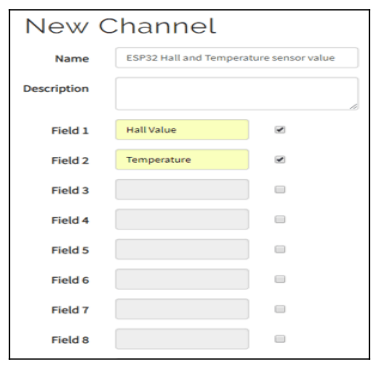 New Channel
Name ESP32 Hall and Temperature sensor value
Description
Field 1 Hall Value
Field 2 Temperature
Field 3
Field 4
Field 5
Field 6
Field 7
Field 8